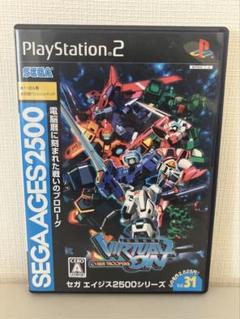 PlayStation 2
SEGA
SEGA AGES 2500
電脳暦に刻まれた戦いのプロローグ
VIRTUAL ON
CYBER TROOPERS
CERO
A
セガ エイジス2500シリーズ
Vol.31